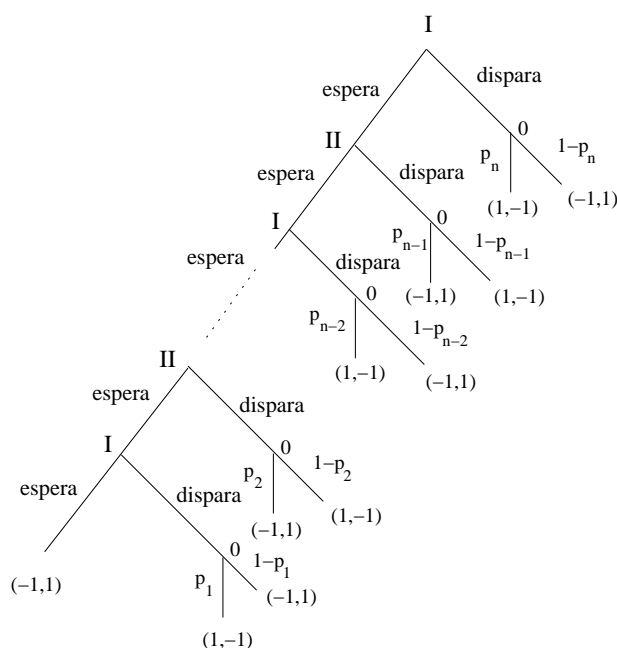 I
espera dispara
II 0
p_n 1–p_n
espera dispara
(1,–1) (–1,1)
I 0
p_{n–1} 1–p_{n–1}
espera dispara
(–1,1) (1,–1)
0
p_{n–2} 1–p_{n–2}
(1,–1) (–1,1)
II
espera dispara
I 0
p_2 1–p_2
espera dispara
(–1,1) (1,–1)
0
1–p_1
(–1,1) p_1 (–1,1)
(1,–1)